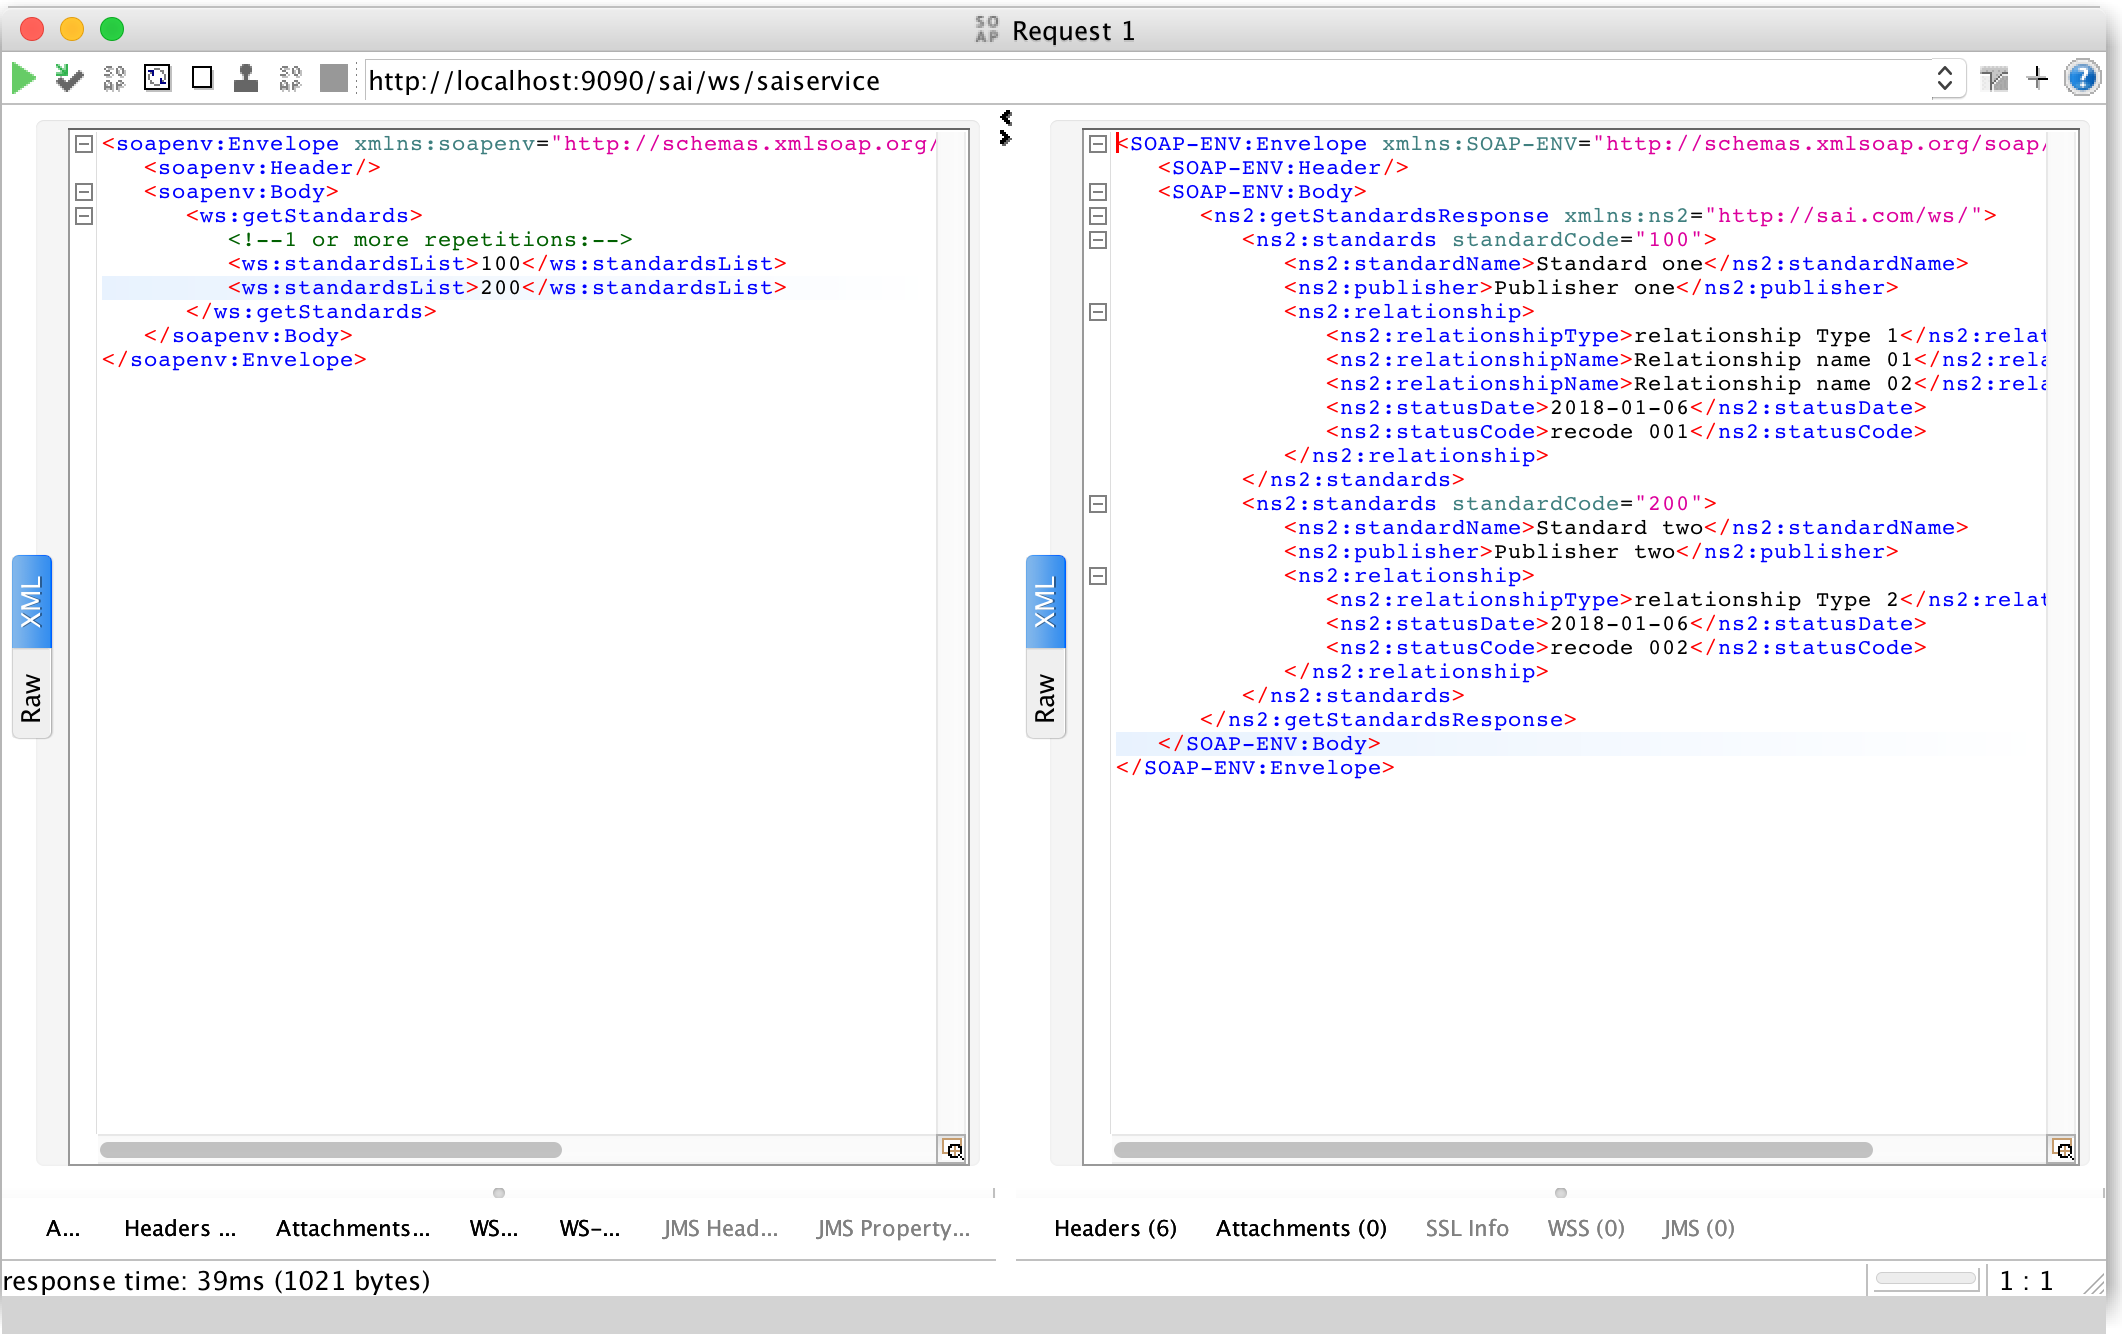 SO
AP
Request 1
http://localhost:9090/sai/ws/saiservice
<soapenv:Envelope xmlns:soapenv="http://schemas.xmlsoap.org/
<soapenv:Header/>
<soapenv:Body>
<ws:getStandards>
<!--1 or more repetitions:-->
<ws:standardsList>100</ws:standardsList>
<ws:standardsList>200</ws:standardsList>
</ws:getStandards>
</soapenv:Body>
</soapenv:Envelope>
XML
Raw
<SOAP-ENV:Envelope xmlns:SOAP-ENV="http://schemas.xmlsoap.org/soap/
<SOAP-ENV:Header/>
<SOAP-ENV:Body>
<ns2:getStandardsResponse xmlns:ns2="http://sai.com/ws/">
<ns2:standards standardCode="100">
<ns2:standardName>Standard one</ns2:standardName>
<ns2:publisher>Publisher one</ns2:publisher>
<ns2:relationship>
<ns2:relationshipType>relationship Type 1</ns2:relat
<ns2:relationshipName>Relationship name 01</ns2:rela
<ns2:relationshipName>Relationship name 02</ns2:rela
<ns2:statusDate>2018-01-06</ns2:statusDate>
<ns2:statusCode>recode 001</ns2:statusCode>
</ns2:relationship>
</ns2:standards>
<ns2:standards standardCode="200">
<ns2:standardName>Standard two</ns2:standardName>
<ns2:publisher>Publisher two</ns2:publisher>
<ns2:relationship>
<ns2:relationshipType>relationship Type 2</ns2:relat
<ns2:statusDate>2018-01-06</ns2:statusDate>
<ns2:statusCode>recode 002</ns2:statusCode>
</ns2:relationship>
</ns2:standards>
</ns2:getStandardsResponse>
</SOAP-ENV:Body>
</SOAP-ENV:Envelope>
XML
Raw
A... Headers ... Attachments... WS... WS-... JMS Head... JMS Property...
Headers (6) Attachments (0) SSL Info WSS (0) JMS (0)
response time: 39ms (1021 bytes)
1 : 1